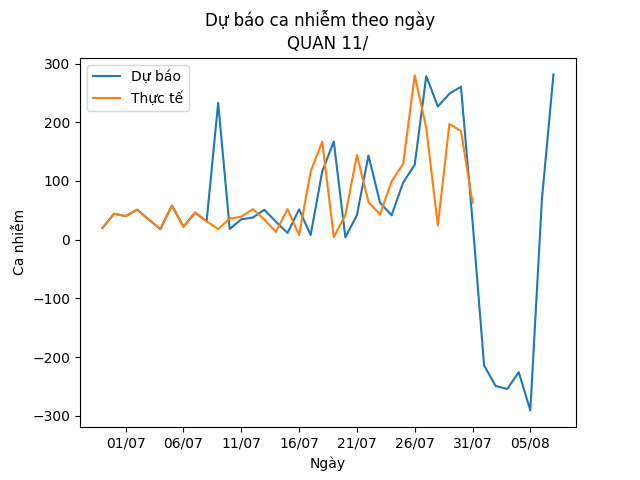 Dự báo ca nhiễm theo ngày
QUAN 11/
Dự báo
Thực tế
300
200
100
0
−100
−200
−300
Ca nhiễm
01/07
06/07
11/07
16/07
21/07
26/07
31/07
05/08
Ngày